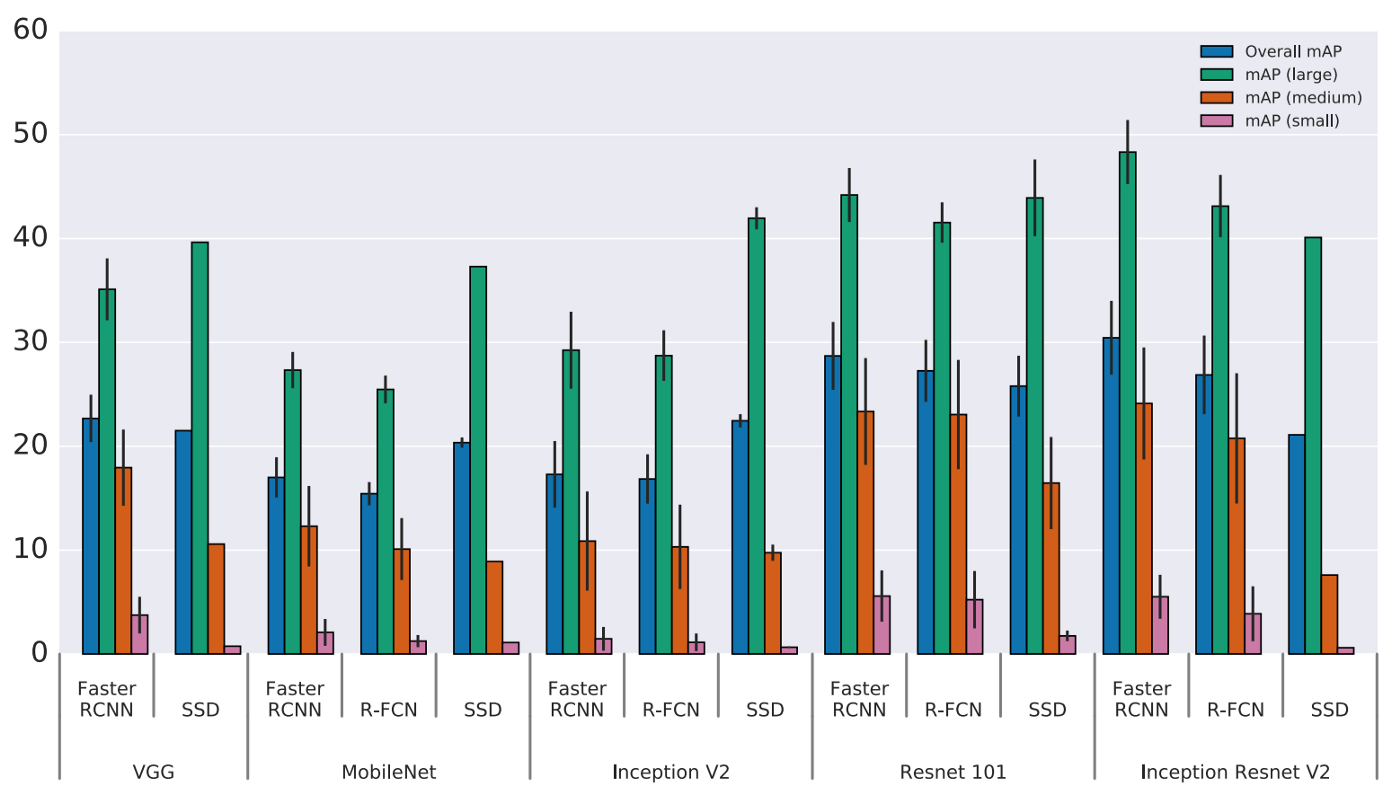 60
50
40
30
20
10
0
Overall mAP
mAP (large)
mAP (medium)
mAP (small)
Faster
RCNN
SSD
Faster
RCNN
R-FCN
SSD
Faster
RCNN
R-FCN
SSD
Faster
RCNN
R-FCN
SSD
Faster
RCNN
R-FCN
SSD
VGG
MobileNet
Inception V2
Resnet 101
Inception Resnet V2